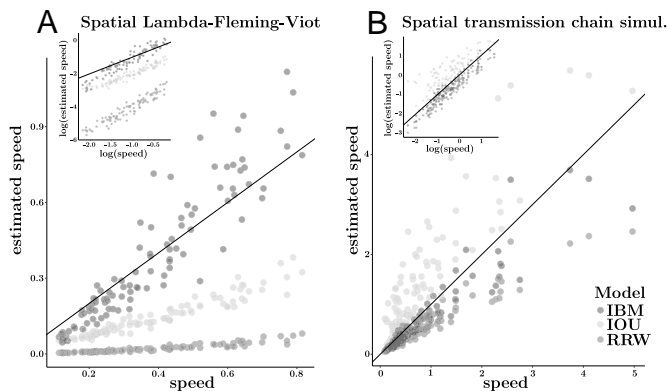 A Spatial Lambda-Fleming-Viot
log(estimated speed)
0
-2
-4
-6
-2.0 -1.5 -1.0 -0.5
log(speed)
estimated speed
0.9
0.6
0.3
0.0
0.2 0.4 0.6 0.8
speed
B Spatial transmission chain simul.
log(estimated speed)
2
1
0
-1
-2
-3
-2 -1 0 1
log(speed)
estimated speed
4
2
0
0 1 2 3 4 5
speed
Model
IBM
IOU
RRW